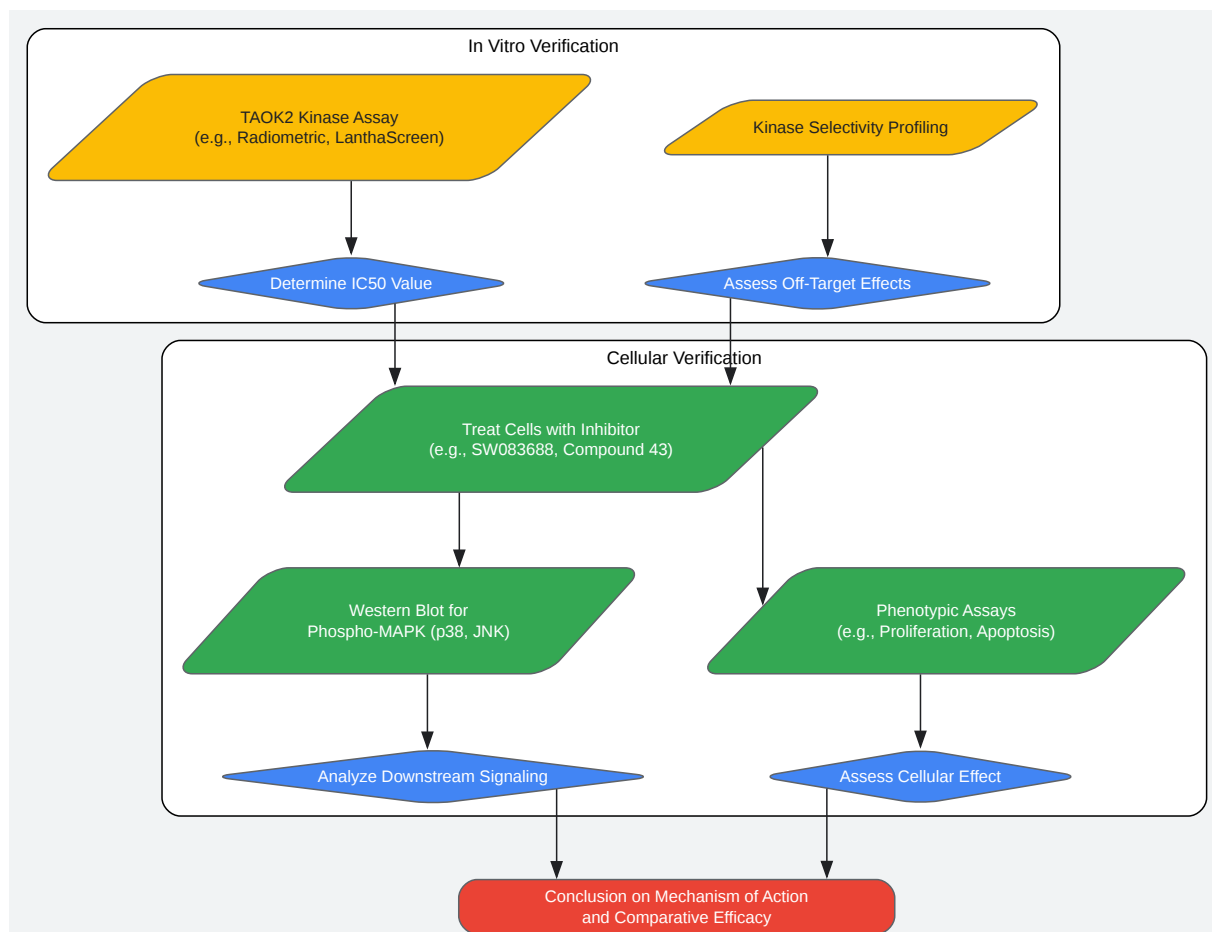 In Vitro Verification
TAOK2 Kinase Assay
(e.g., Radiometric, LanthaScreen)
Kinase Selectivity Profiling
Determine IC50 Value
Assess Off-Target Effects
Cellular Verification
Treat Cells with Inhibitor
(e.g., SW083688, Compound 43)
Western Blot for
Phospho-MAPK (p38, JNK)
Phenotypic Assays
(e.g., Proliferation, Apoptosis)
Analyze Downstream Signaling
Assess Cellular Effect
Conclusion on Mechanism of Action
and Comparative Efficacy